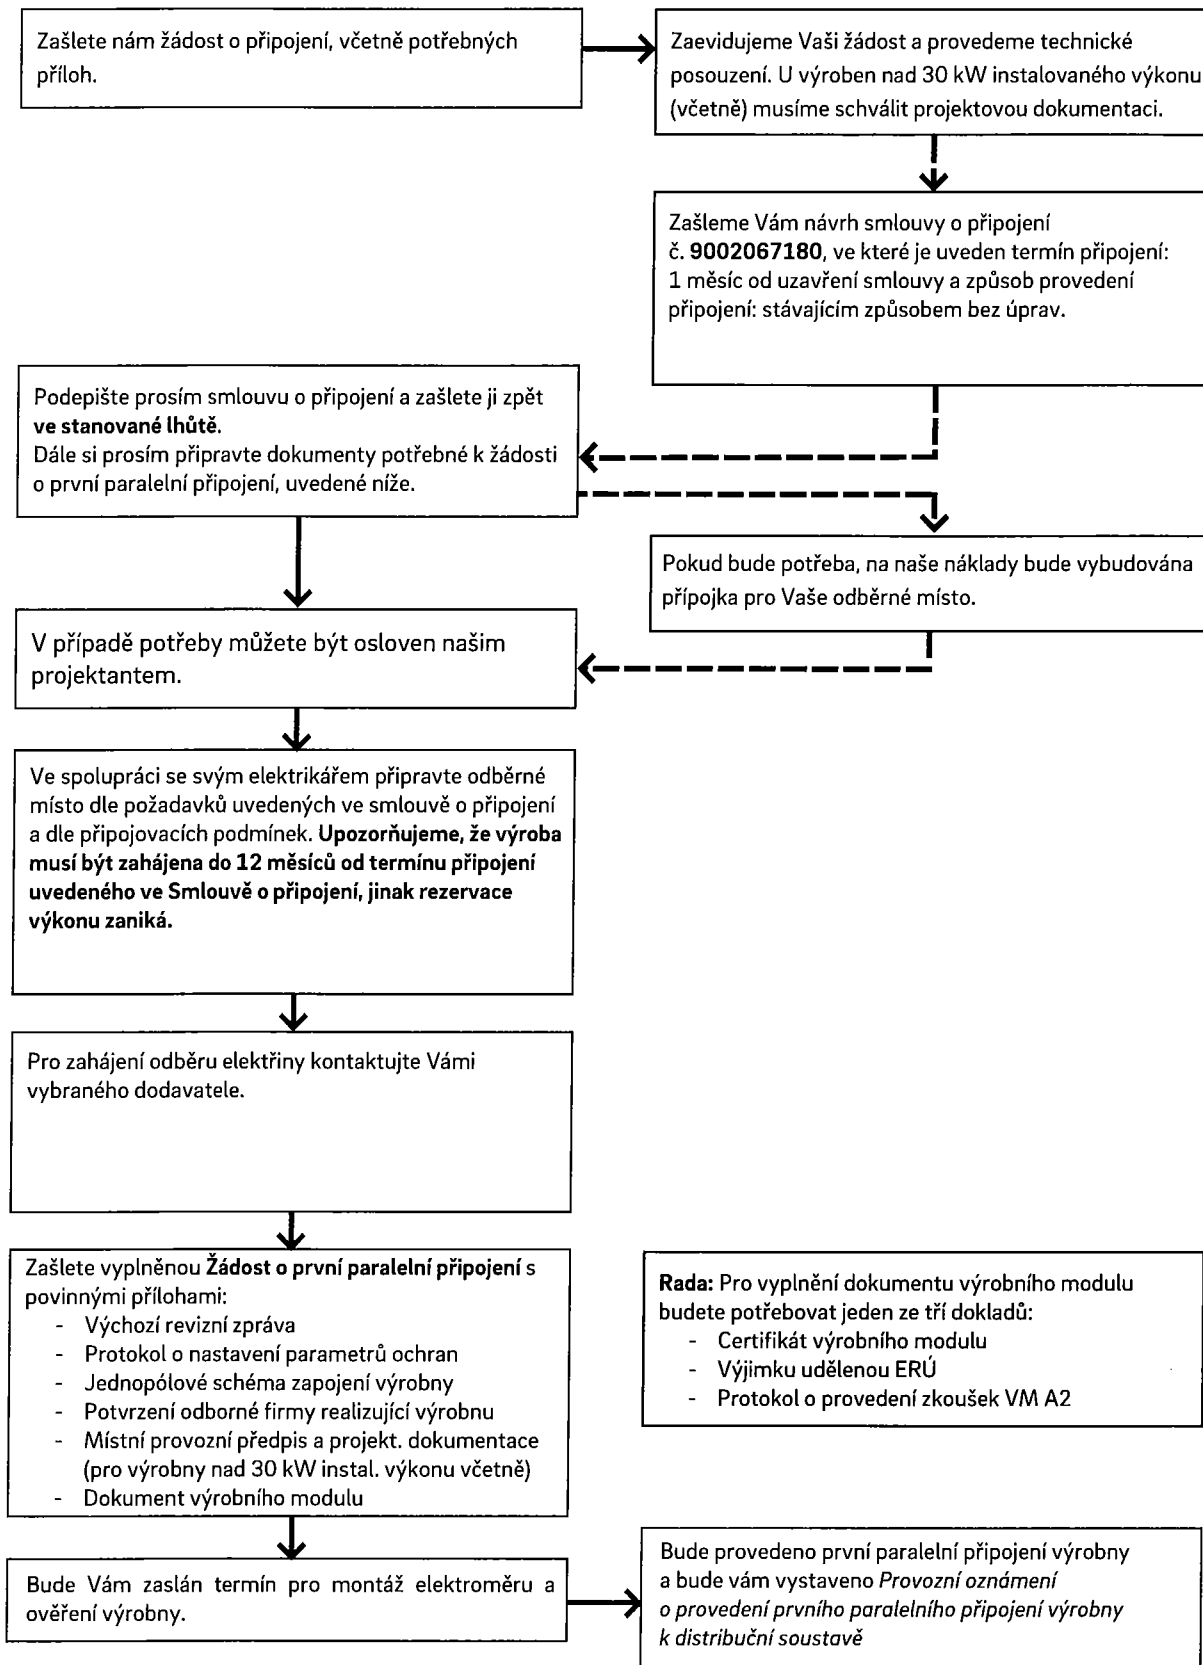 Zašlete nám žádost o připojení, včetně potřebných
příloh.
Zaevidujeme Vaši žádost a provedeme technické
posouzení. U výroben nad 30 kW instalovaného výkonu
(včetně) musíme schválit projektovou dokumentaci.
Zašleme Vám návrh smlouvy o připojení
č. 9002067180, ve které je uveden termín připojení:
1 měsíc od uzavření smlouvy a způsob provedení
připojení: stávajícím způsobem bez úprav.
Podepište prosím smlouvu o připojení a zašlete ji zpět
ve stanované lhůtě.
Dále si prosím připravte dokumenty potřebné k žádosti
o první paralelní připojení, uvedené níže.
Pokud bude potřeba, na naše náklady bude vybudována
přípojka pro Vaše odběrné místo.
V případě potřeby můžete být osloven našim
projektantem.
Ve spolupráci se svým elektrikářem připravte odběrné
místo dle požadavků uvedených ve smlouvě o připojení
a dle připojovacích podmínek. Upozorňujeme, že výroba
musí být zahájena do 12 měsíců od termínu připojení
uvedeného ve Smlouvě o připojení, jinak rezervace
výkonu zaniká.
Pro zahájení odběru elektřiny kontaktujte Vámi
vybraného dodavatele.
Zašlete vyplněnou Žádost o první paralelní připojení s
povinnými přílohami:
- Výchozí revizní zpráva
- Protokol o nastavení parametrů ochran
- Jednopólové schéma zapojení výrobny
- Potvrzení odborné firmy realizující výrobnu
- Místní provozní předpis a projekt. dokumentace
(pro výrobny nad 30 kW instal. výkonu včetně)
- Dokument výrobního modulu
Rada: Pro vyplnění dokumentu výrobního modulu
budete potřebovat jeden ze tří dokladů:
- Certifikát výrobního modulu
- Výjimku udělenou ERÚ
- Protokol o provedení zkoušek VM A2
Bude Vám zaslán termín pro montáž elektroměru a
ověření výrobny.
Bude provedeno první paralelní připojení výrobny
a bude vám vystaveno Provozní oznámení
o provedení prvního paralelního připojení výrobny
k distribuční soustavě